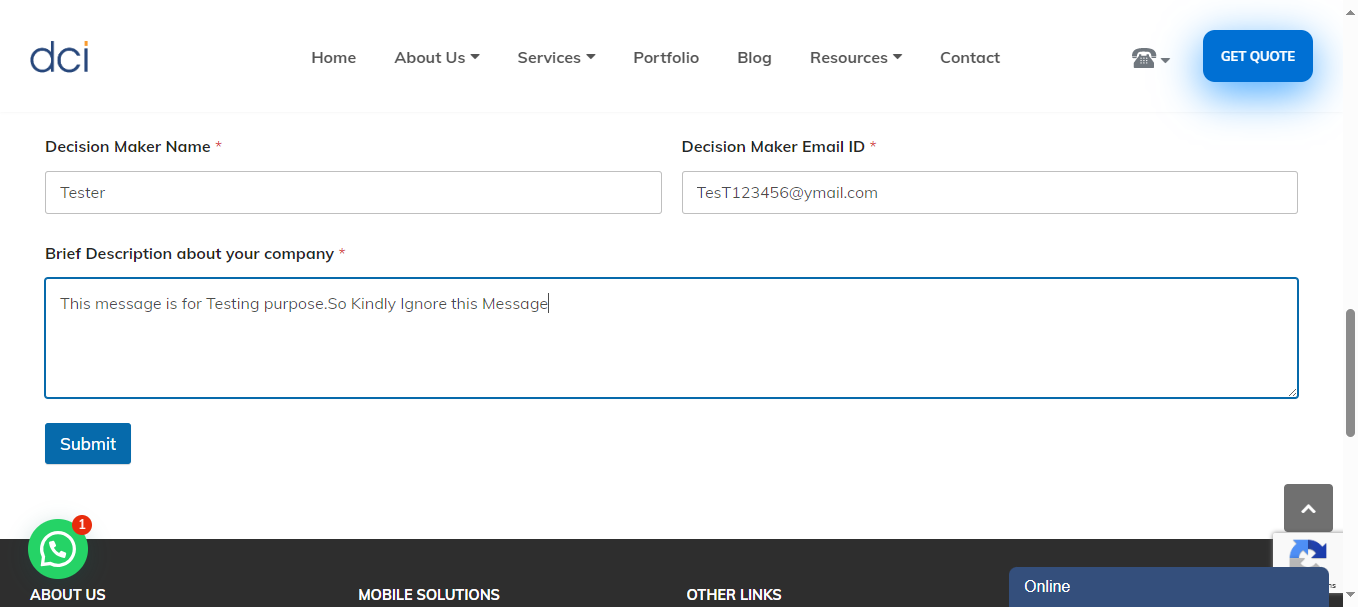 dci
Home About Us Services Portfolio Blog Resources Contact GET QUOTE
Decision Maker Name * Decision Maker Email ID *
Tester TesT123456@ymail.com
Brief Description about your company *
This message is for Testing purpose.So Kindly Ignore this Message
Submit
1
ABOUT US MOBILE SOLUTIONS OTHER LINKS
Online